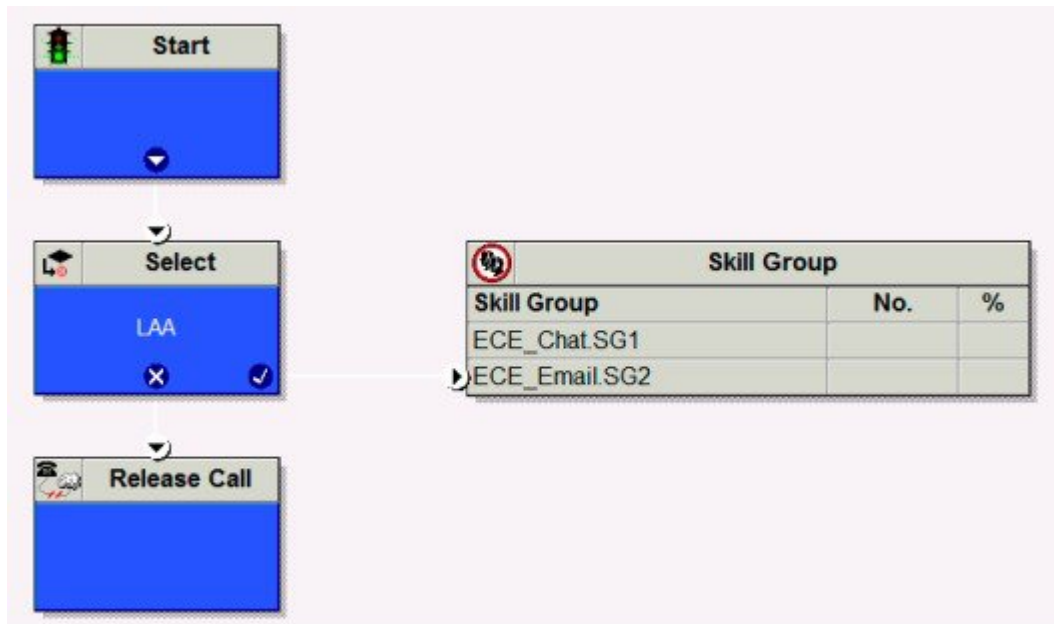 Start
Select
LAA
Skill Group
Skill Group No. %
ECE_Chat.SG1
ECE_Email.SG2
Release Call